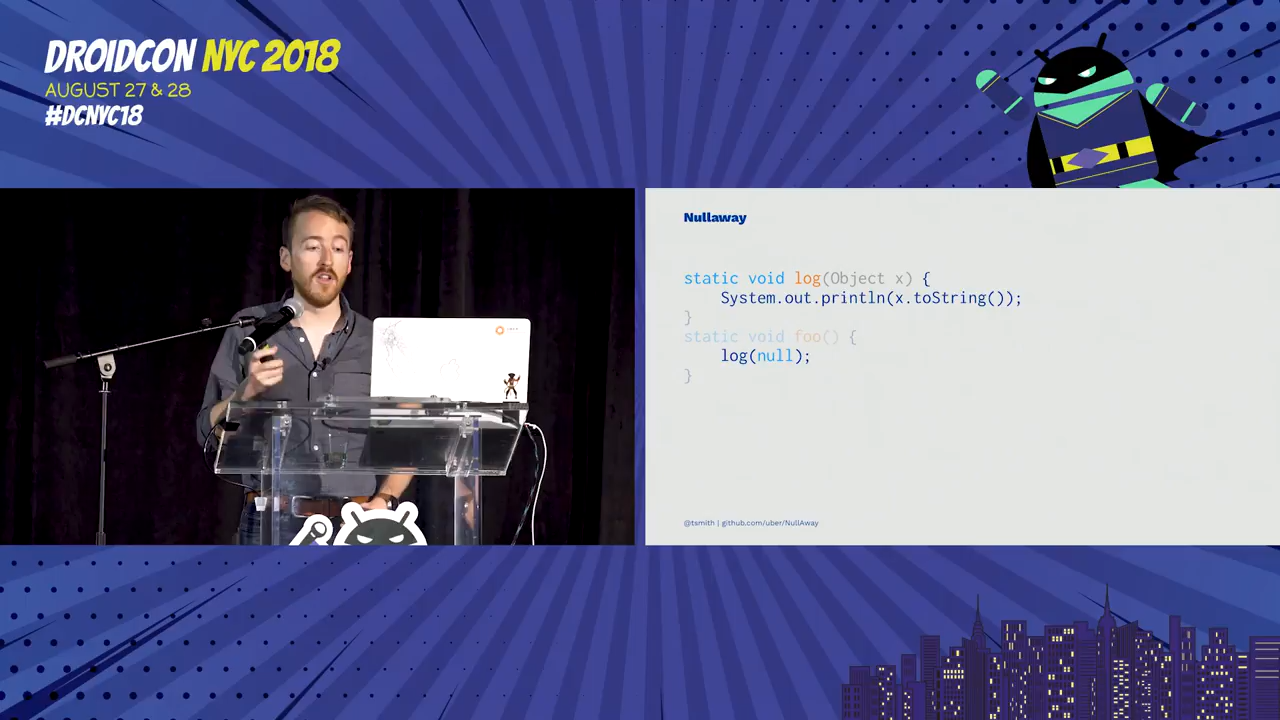 DROIDCON NYC 2018
AUGUST 27 & 28
#DCNYC18
Nullaway
static void log(Object x) {
    System.out.println(x.toString());
}
static void foo() {
    log(null);
}
@tsmith | github.com/uber/NullAway